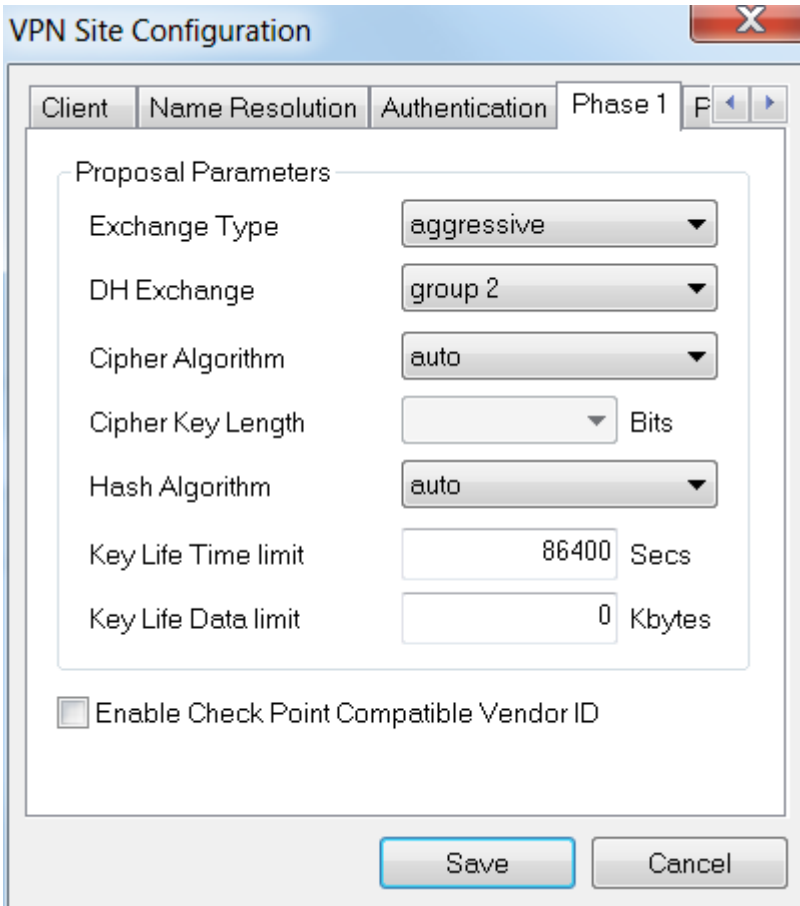 VPN Site Configuration
Client Name Resolution Authentication Phase 1 P
Proposal Parameters
Exchange Type aggressive
DH Exchange group 2
Cipher Algorithm auto
Cipher Key Length Bits
Hash Algorithm auto
Key Life Time limit 86400 Secs
Key Life Data limit 0 Kbytes
Enable Check Point Compatible Vendor ID
Save Cancel